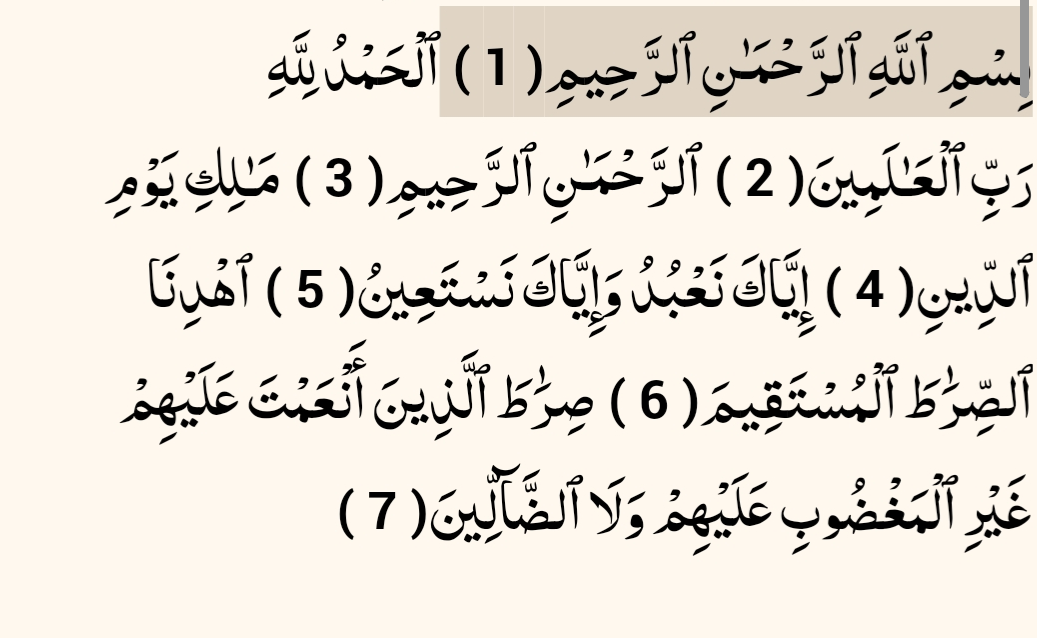 بِسْمِ ٱللَّهِ ٱلرَّحْمَـٰنِ ٱلرَّحِيمِ( 1 ) ٱلْحَمْدُ لِلَّهِ
رَبِّ ٱلْعَـٰلَمِينَ( 2 ) ٱلرَّحْمَـٰنِ ٱلرَّحِيمِ( 3 ) مَـٰلِكِ يَوْمِ
ٱلدِّينِ( 4 ) إِيَّاكَ نَعْبُدُ وَإِيَّاكَ نَسْتَعِينُ( 5 ) ٱهْدِنَا
ٱلصِّرَٰطَ ٱلْمُسْتَقِيمَ( 6 ) صِرَٰطَ ٱلَّذِينَ أَنْعَمْتَ عَلَيْهِمْ
غَيْرِ ٱلْمَغْضُوبِ عَلَيْهِمْ وَلَا ٱلضَّآلِّينَ( 7 )